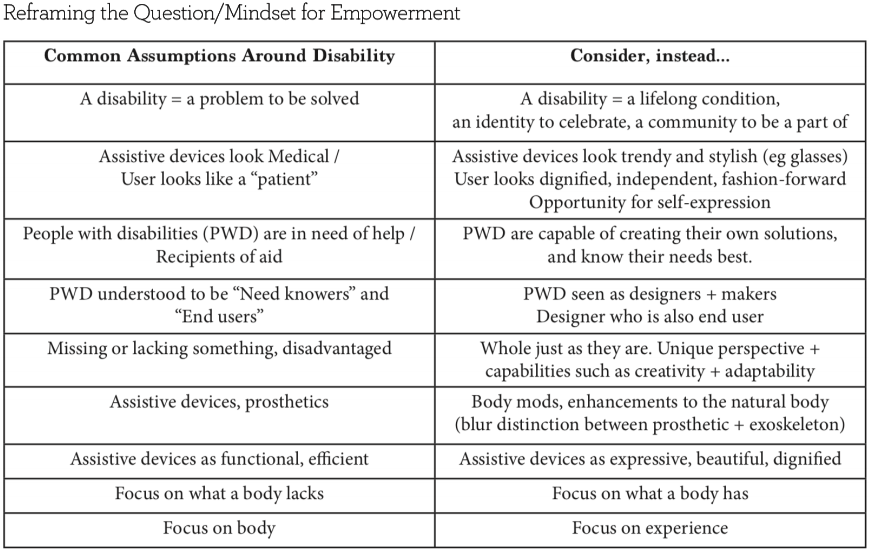 Reframing the Question/Mindset for Empowerment
Common Assumptions Around Disability
Consider, instead...
A disability = a problem to be solved
A disability = a lifelong condition,
an identity to celebrate, a community to be a part of
Assistive devices look Medical /
User looks like a “patient”
Assistive devices look trendy and stylish (eg glasses)
User looks dignified, independent, fashion-forward
Opportunity for self-expression
People with disabilities (PWD) are in need of help /
Recipients of aid
PWD are capable of creating their own solutions,
and know their needs best.
PWD understood to be “Need knowers” and
“End users”
PWD seen as designers + makers
Designer who is also end user
Missing or lacking something, disadvantaged
Whole just as they are. Unique perspective +
capabilities such as creativity + adaptability
Assistive devices, prosthetics
Body mods, enhancements to the natural body
(blur distinction between prosthetic + exoskeleton)
Assistive devices as functional, efficient
Assistive devices as expressive, beautiful, dignified
Focus on what a body lacks
Focus on what a body has
Focus on body
Focus on experience